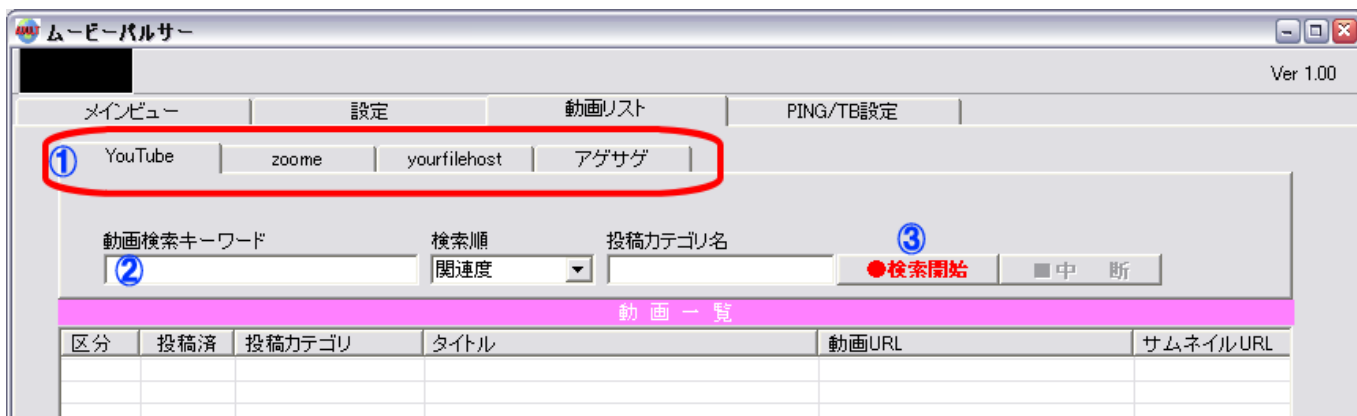 ムービーパルサー
Ver 1.00
メインビュー 設定 動画リスト PING/TB設定
① YouTube zoome yourfilehost アゲサゲ
動画検索キーワード 検索順 投稿カテゴリ名 ③
② 関連度 ●検索開始 ■中 断
動画一覧
区分 投稿済 投稿カテゴリ タイトル 動画URL サムネイルURL